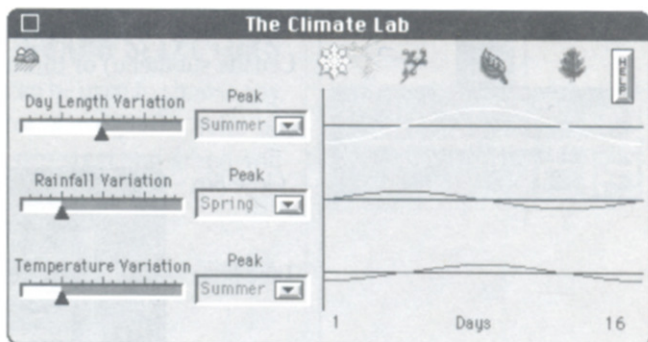 The Climate Lab
HELP
Day Length Variation
Peak
Summer
Rainfall Variation
Peak
Spring
Temperature Variation
Peak
Summer
1 Days 16